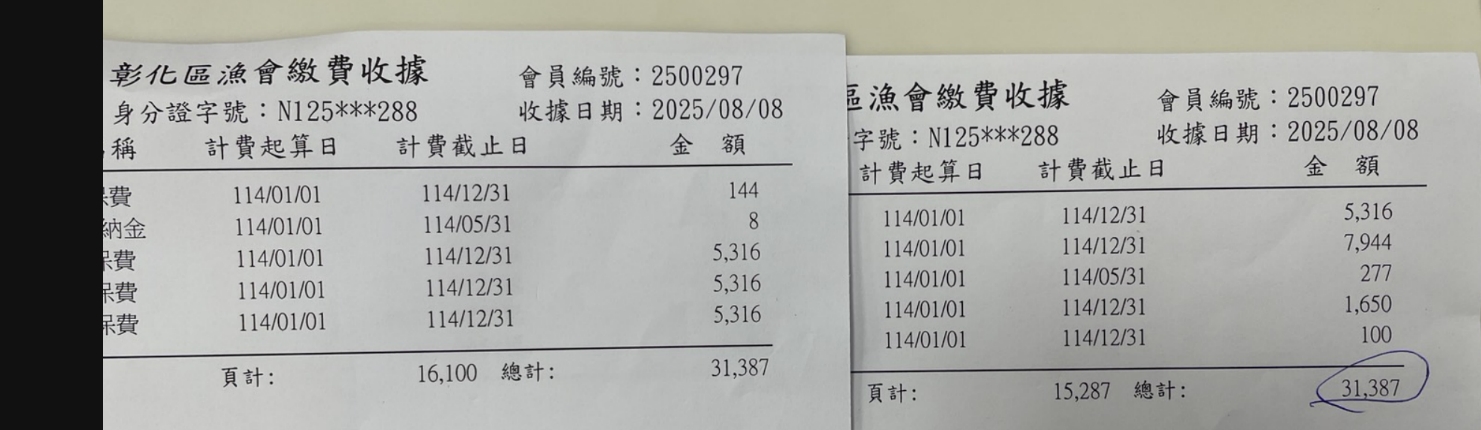 彰化區漁會繳費收據 會員編號：2500297
身分證字號：N125***288 收據日期：2025/08/08
稱 計費起算日 計費截止日 金 額
保費 114/01/01 114/12/31 144
納金 114/01/01 114/05/31 8
保費 114/01/01 114/12/31 5,316
保費 114/01/01 114/12/31 5,316
保費 114/01/01 114/12/31 5,316
頁計： 16,100 總計： 31,387
區漁會繳費收據 會員編號：2500297
字號：N125***288 收據日期：2025/08/08
計費起算日 計費截止日 金 額
114/01/01 114/12/31 5,316
114/01/01 114/12/31 7,944
114/01/01 114/05/31 277
114/01/01 114/12/31 1,650
114/01/01 114/12/31 100
頁計： 15,287 總計： 31,387